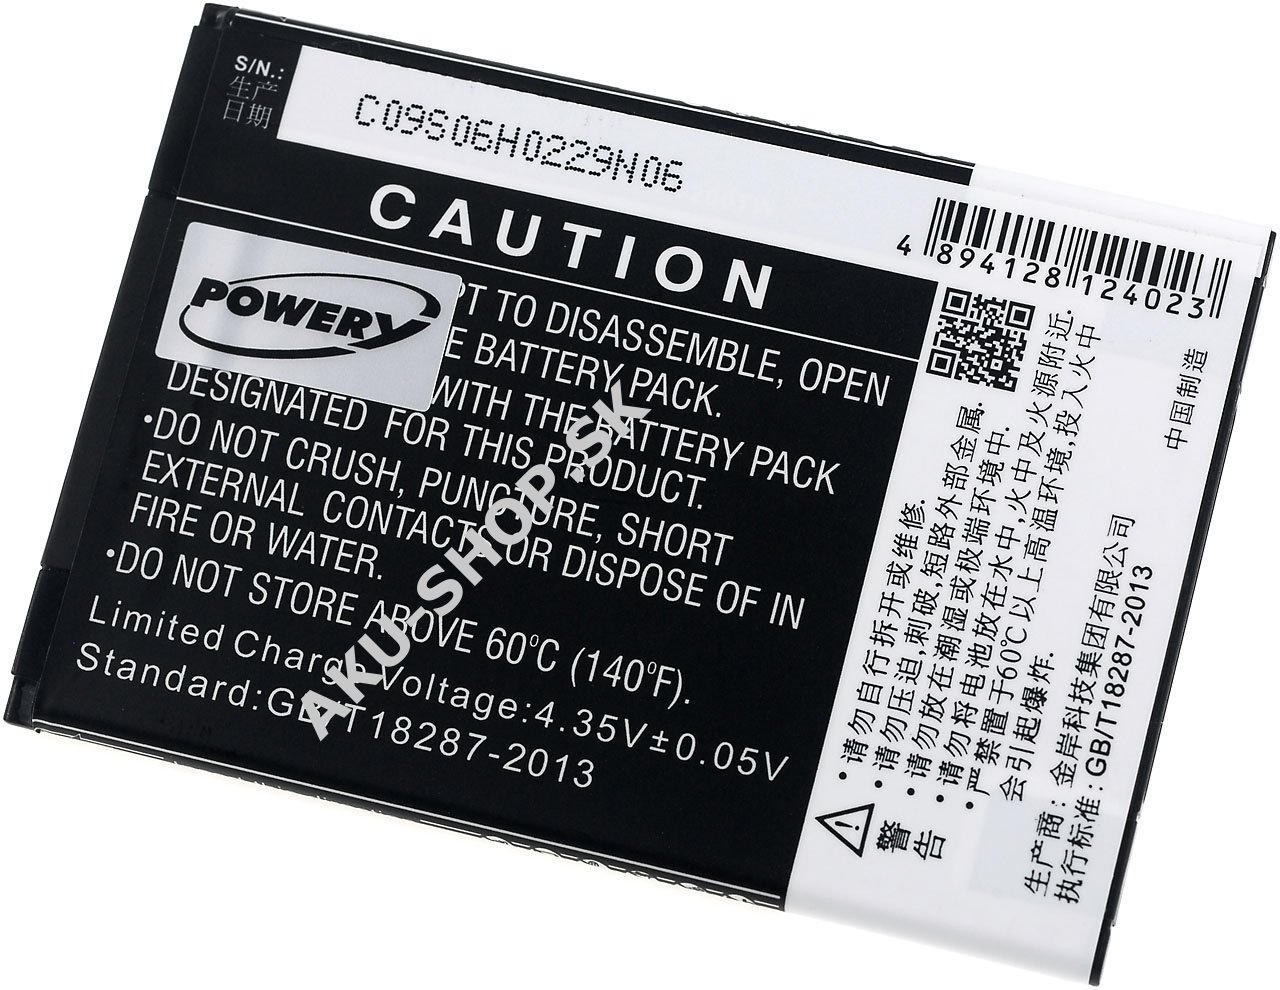 S/N.:
生产
日期
C09S06H0229N06
CAUTION
POWERY
PT TO DISASSEMBLE, OPEN
E BATTERY PACK.
WITH THE BATTERY PACK
DESIGNATED FOR THIS PRODUCT.
•DO NOT CRUSH, PUNCTURE, SHORT
EXTERNAL CONTACT OR DISPOSE OF IN
FIRE OR WATER.
•DO NOT STORE ABOVE 60℃ (140℉).
Limited Charge Voltage:4.35V±0.05V
Standard:GB/T18287-2013
AKU-SHOP.SK
4 894128 124023
警告
• 请勿自行拆开或维修.
• 请勿压迫,刺破,短路外部金属.
• 请勿放在潮湿或极端环境中.
• 请勿将电池放在水中,火中及火源附近.
• 严禁置于60℃以上高温环境,投入火中
会引起爆炸.
生产商: 金岸科技集团有限公司
执行标准: GB/T18287-2013
中国制造